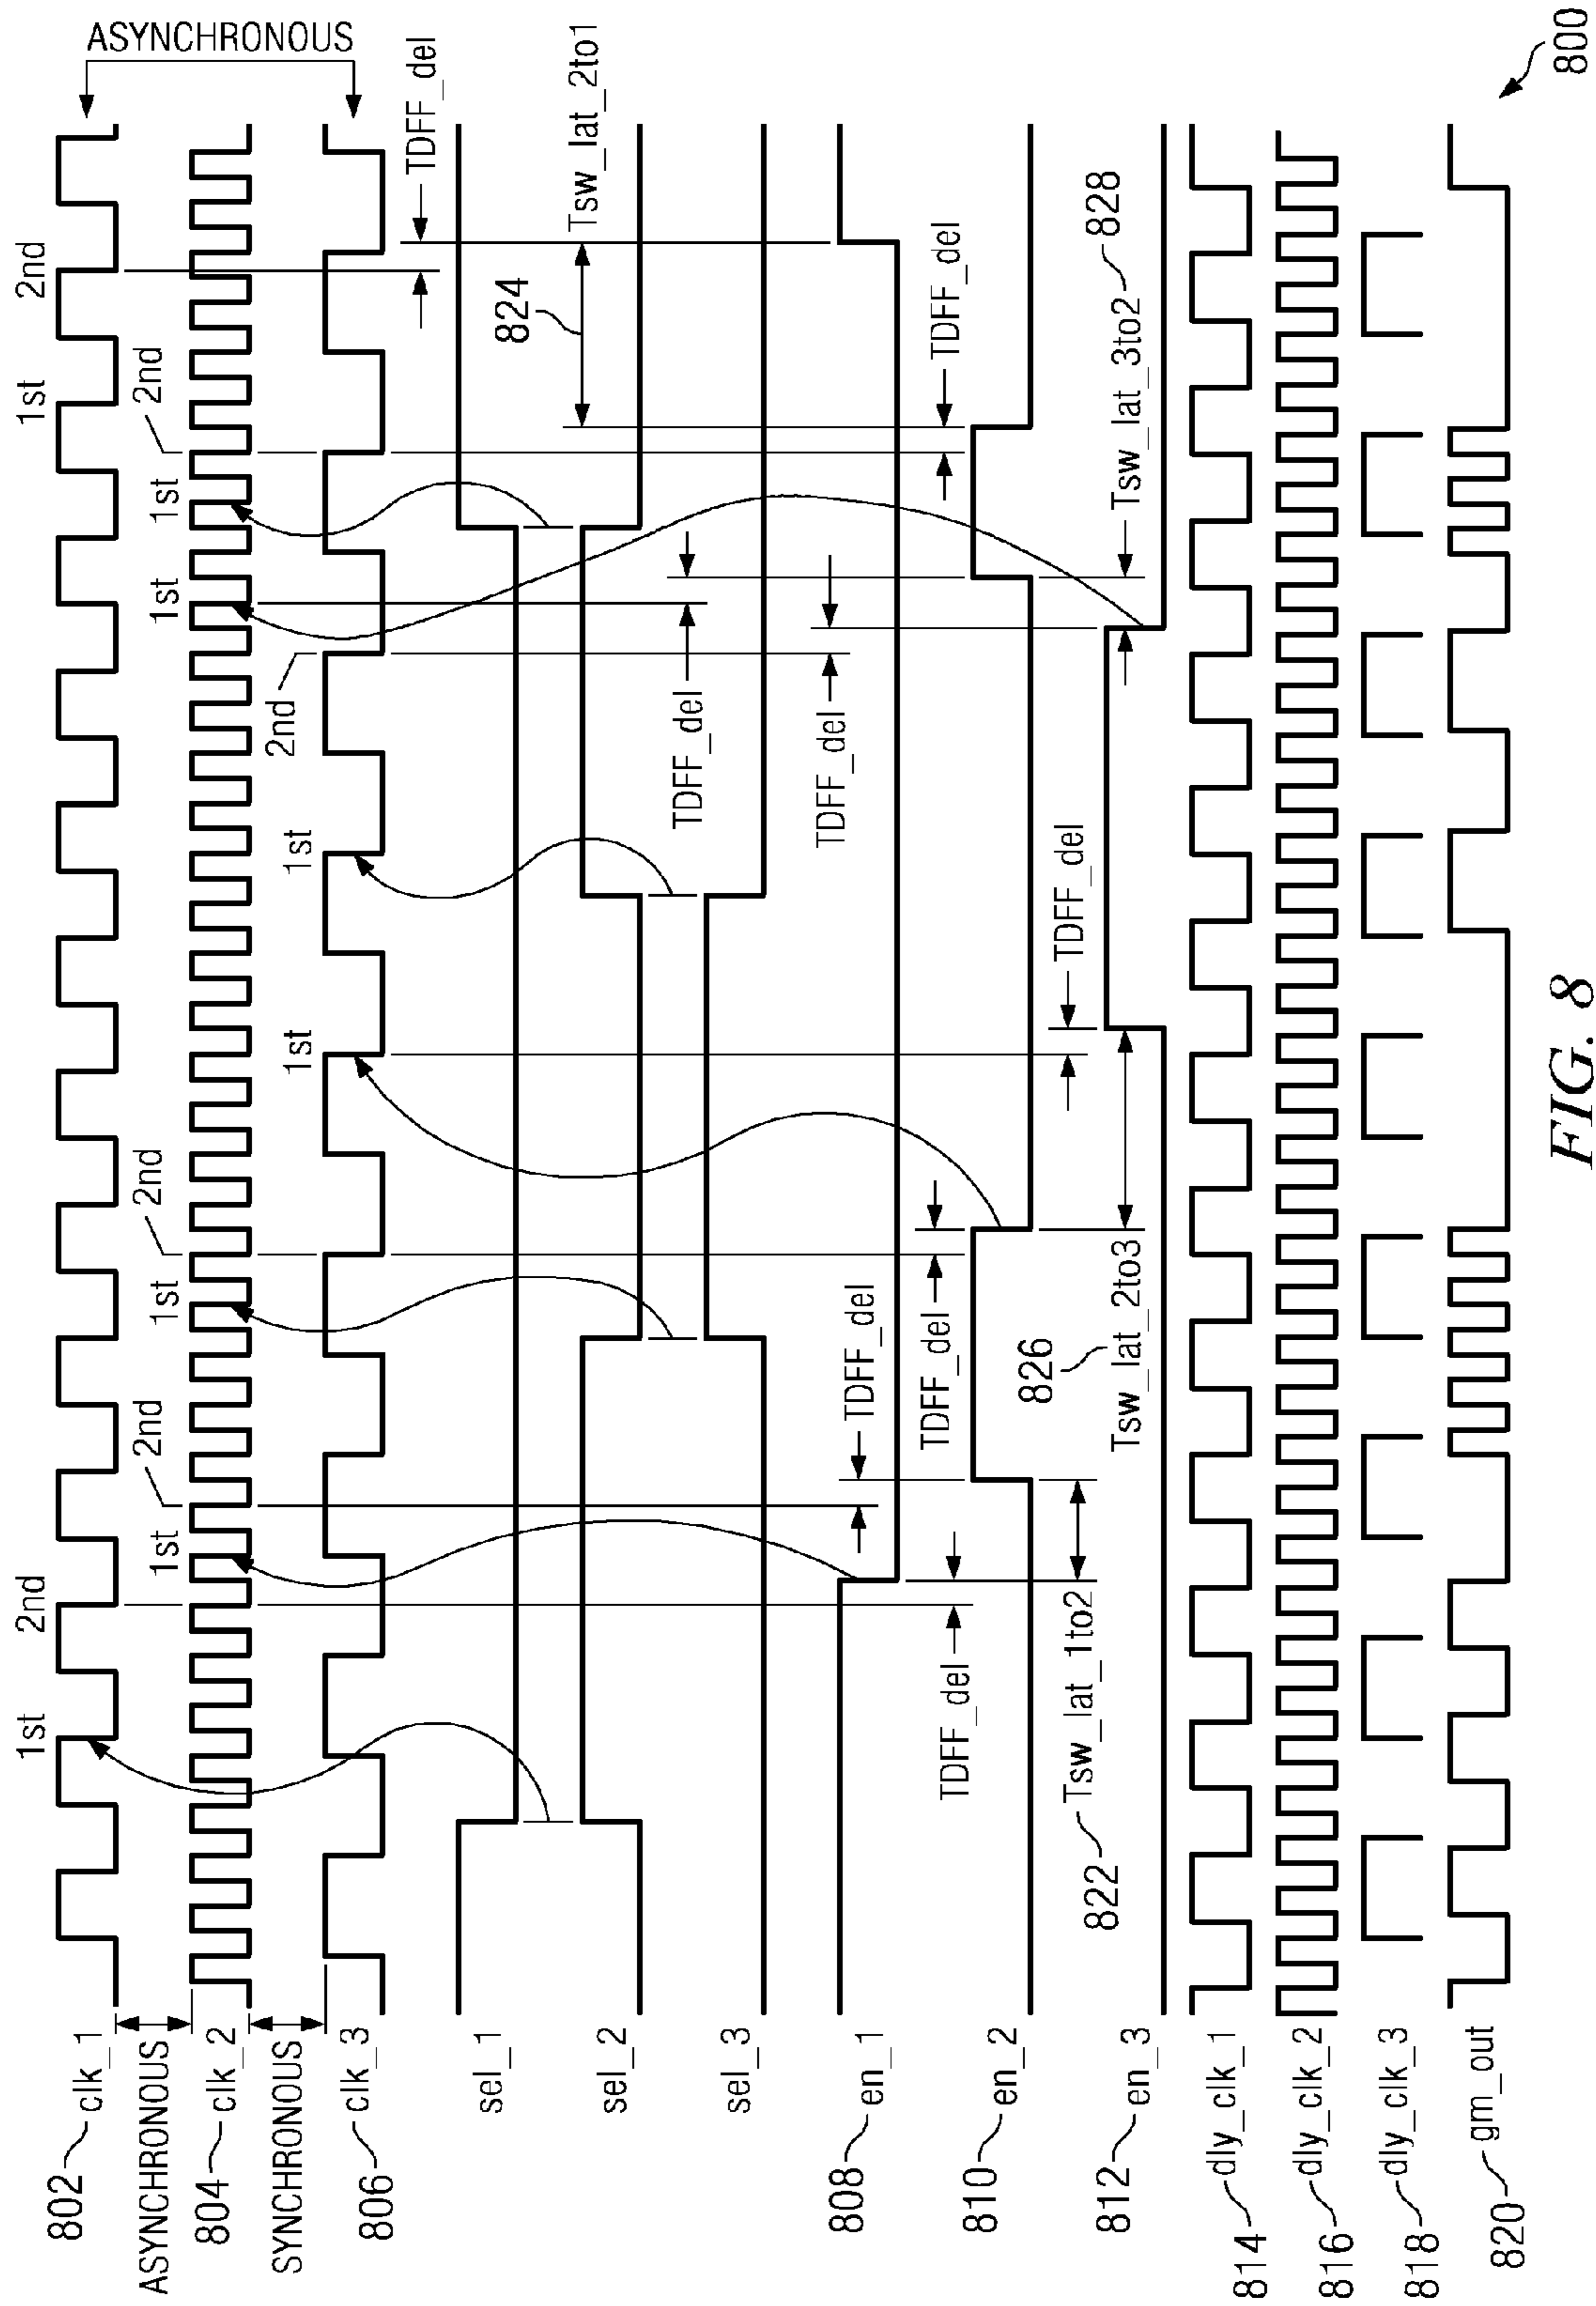 802 clk_1
ASYNCHRONOUS
804 clk_2
SYNCHRONOUS
806 clk_3
ASYNCHRONOUS
1st
2nd
1st
2nd
1st
2nd
1st
2nd
1st
2nd
1st
1st
2nd
1st
1st
2nd
sel_1
sel_2
sel_3
TDFF_del
824
Tsw_lat_2to1
TDFF_del
TDFF_del
808 en_1
TDFF_del
810 en_2
TDFF_del
TDFF_del
TDFF_del
822 Tsw_lat_1to2
826
Tsw_lat_2to3
TDFF_del
Tsw_lat_3to2 828
812 en_3
814 dly_clk_1
816 dly_clk_2
818 dly_clk_3
820 gm_out
800
FIG. 8